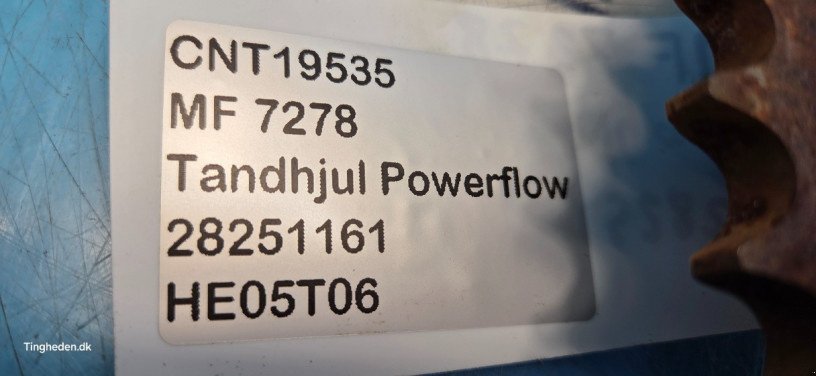 CNT19535
MF 7278
Tandhjul Powerflow
28251161
HE05T06
Tingheden.dk